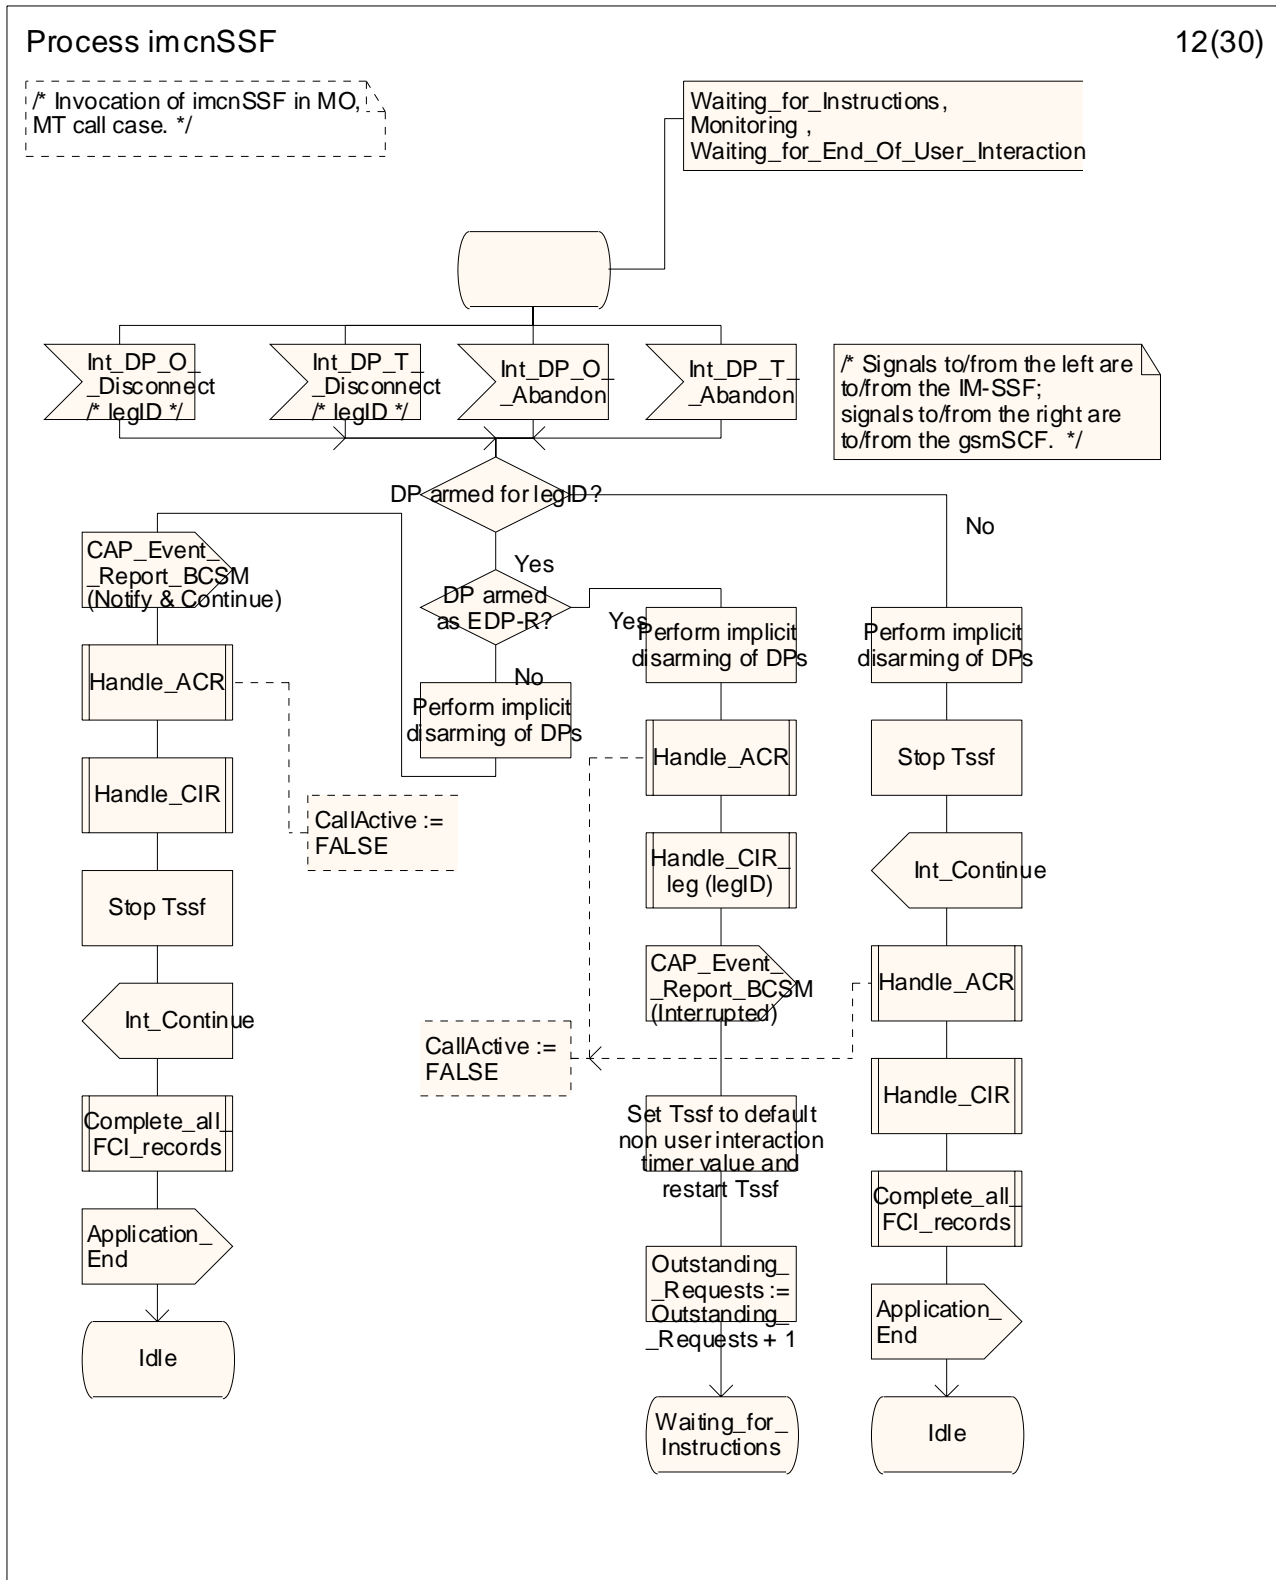 Process imcnSSF
12(30)
/* Invocation of imcnSSF in MO,
MT call case. */
Waiting_for_Instructions,
Monitoring ,
Waiting_for_End_Of_User_Interaction
Int_DP_O_
_Disconnect
/* legID */
Int_DP_T_
_Disconnect
/* legID */
Int_DP_O_
_Abandon
Int_DP_T_
_Abandon
/* Signals to/from the left are
to/from the IM-SSF;
signals to/from the right are
to/from the gsmSCF.  */
DP armed for legID?
No
Yes
CAP_Event_
_Report_BCSM
(Notify & Continue)
DP armed
as EDP-R?
Yes
No
Perform implicit
disarming of DPs
Perform implicit
disarming of DPs
Perform implicit
disarming of DPs
Handle_ACR
Handle_ACR
Stop Tssf
Handle_CIR
CallActive :=
FALSE
Handle_CIR_
leg (legID)
Int_Continue
Stop Tssf
CAP_Event_
_Report_BCSM
(Interrupted)
Handle_ACR
Int_Continue
CallActive :=
FALSE
Handle_CIR
Complete_all_
FCI_records
Set Tssf to default
non user interaction
timer value and
restart Tssf
Complete_all_
FCI_records
Application_
End
Outstanding_
_Requests :=
Outstanding_
_Requests + 1
Application_
End
Idle
Waiting_for_
Instructions
Idle